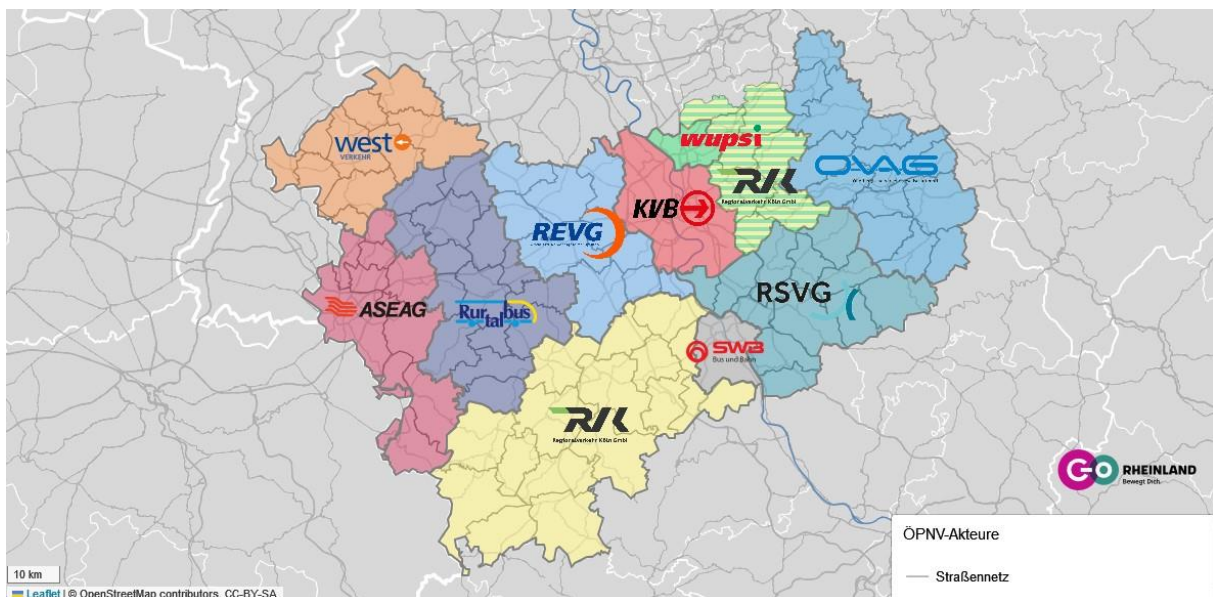 west
VERKEHR
wupsi
OVAG
RVK
Regionalverkehr Köln GmbH
KVB
REVG
RSVG
ASEAG
Rurtalbus
SWB
Bus und Bahn
RVK
Regionalverkehr Köln GmbH
GO RHEINLAND
Bewegt Dich.
ÖPNV-Akteure
Straßennetz
10 km
Leaflet | © OpenStreetMap contributors, CC-BY-SA